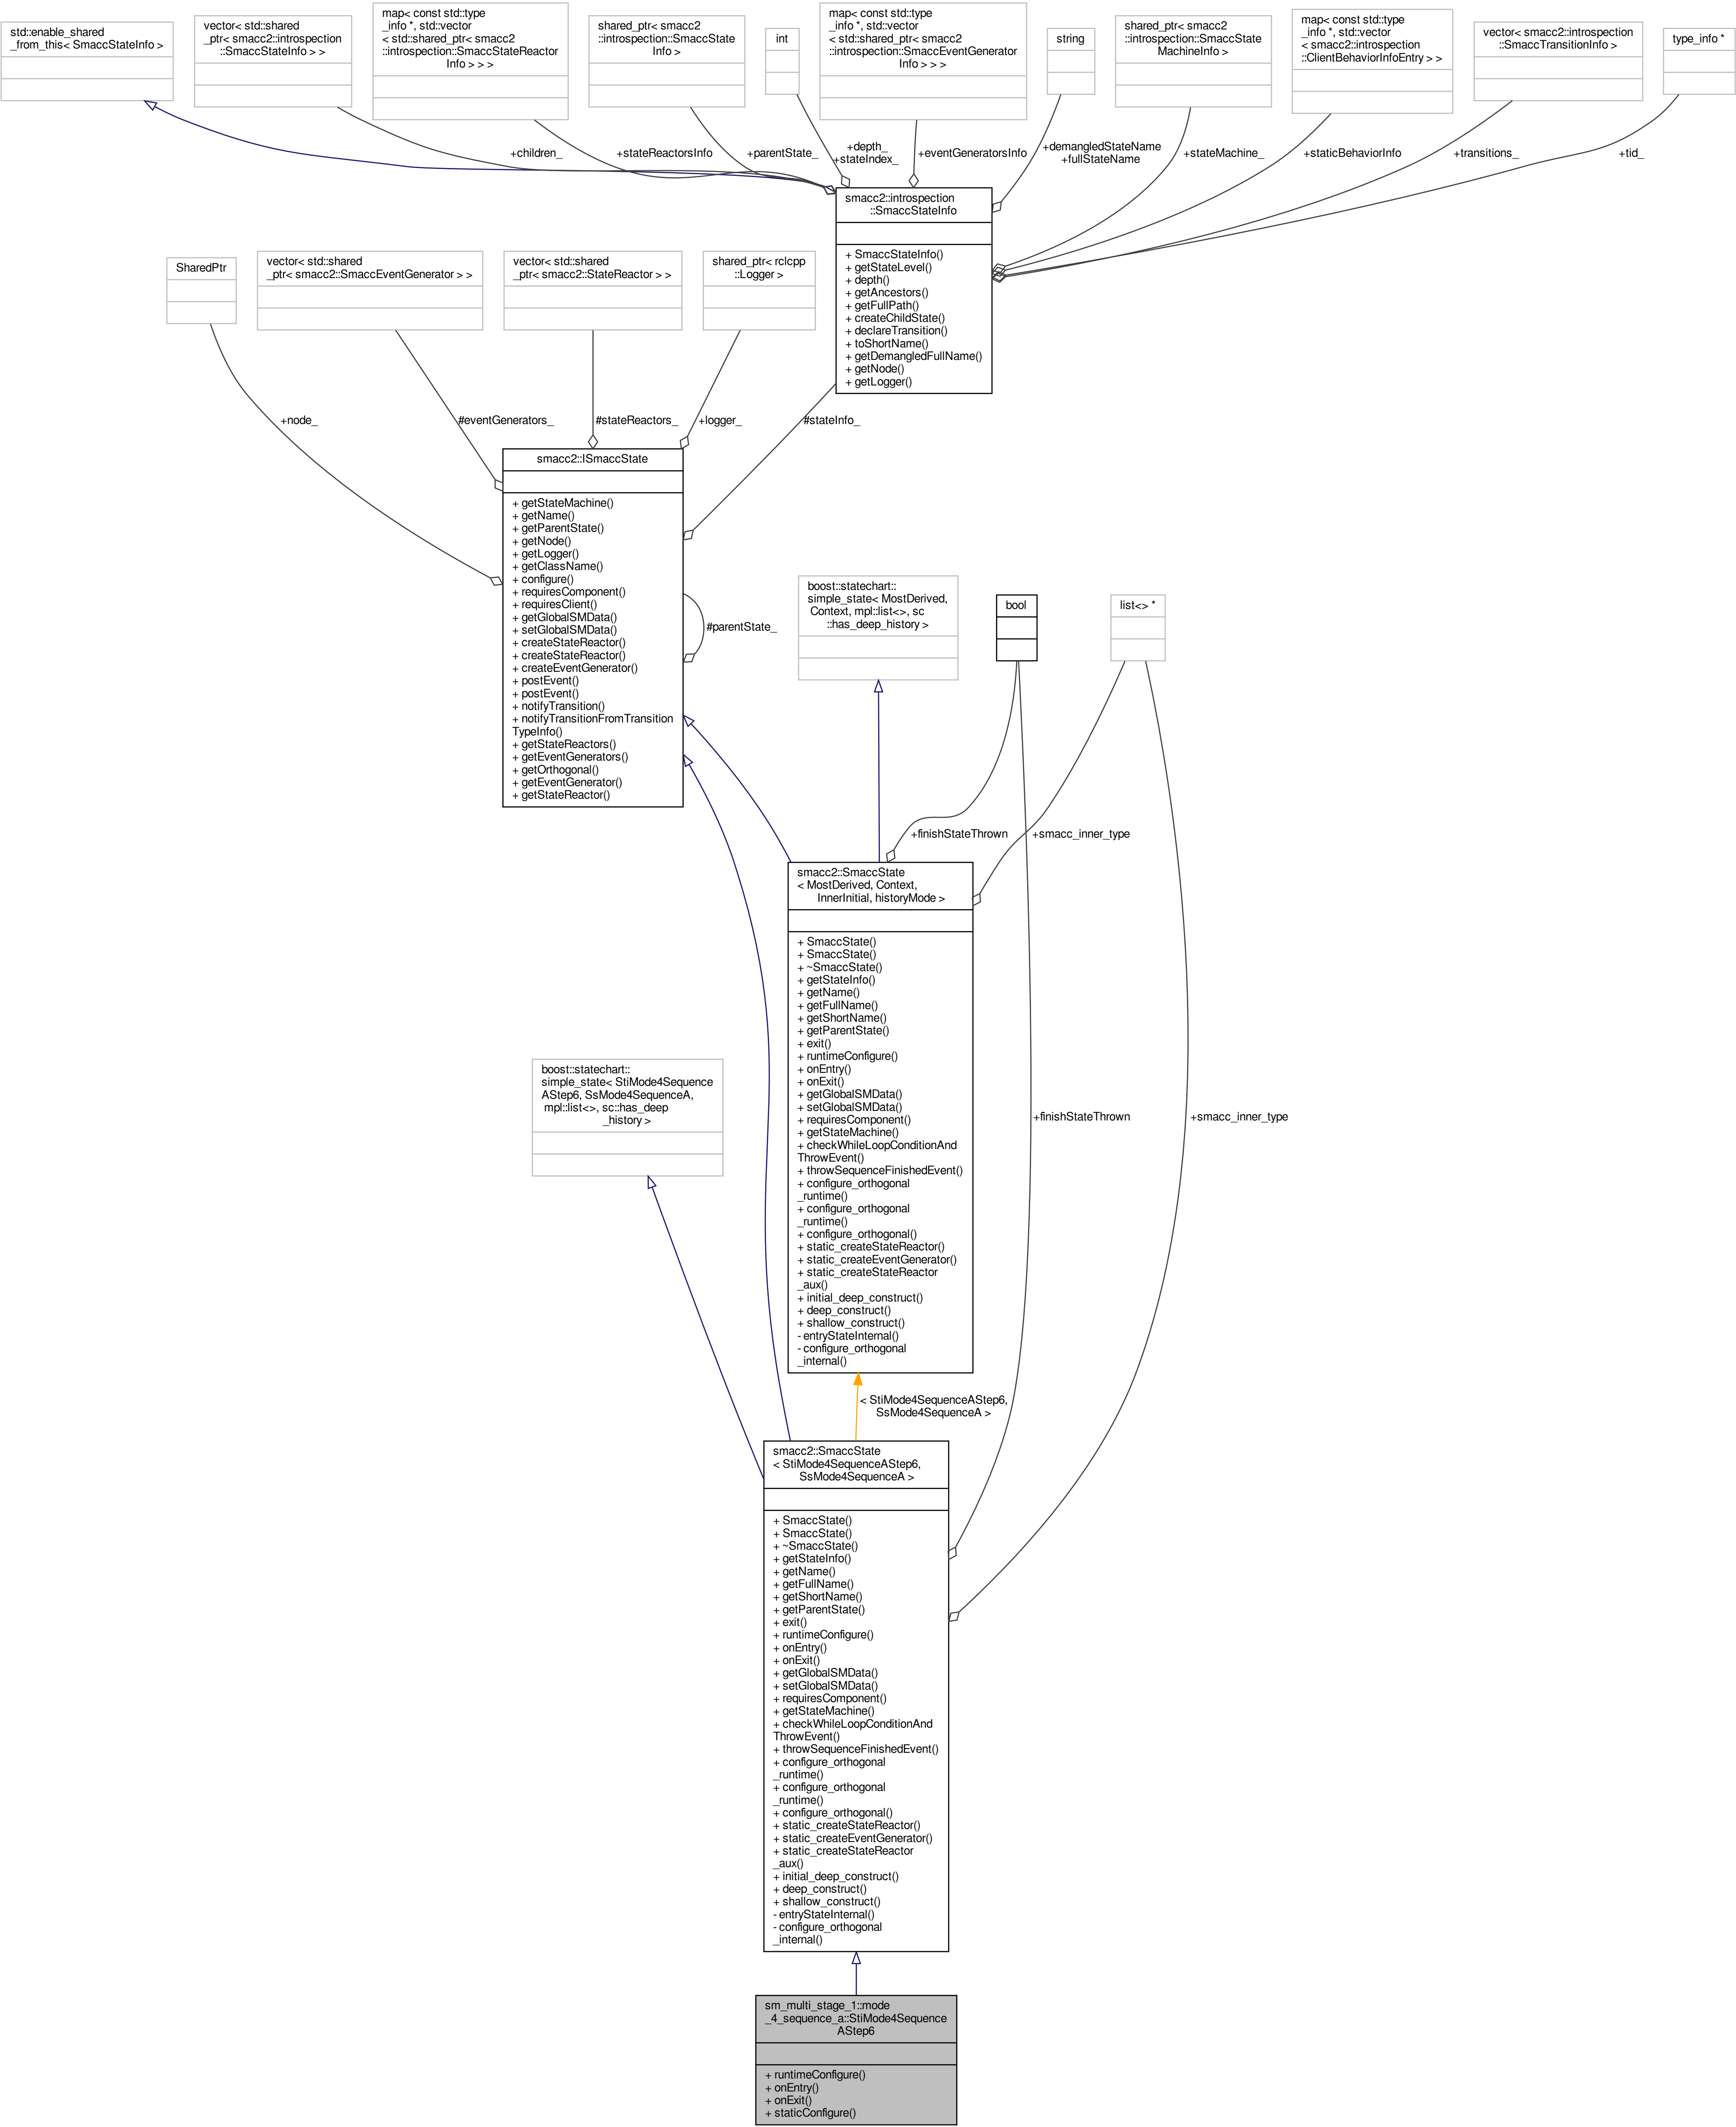 std::enable_shared
_from_this< SmaccStateInfo >
vector< std::shared
_ptr< smacc2::introspection
::SmaccStateInfo > >
map< const std::type
_info *, std::vector
< std::shared_ptr< smacc2
::introspection::SmaccStateReactor
Info > > >
shared_ptr< smacc2
::introspection::SmaccState
Info >
int
map< const std::type
_info *, std::vector
< std::shared_ptr< smacc2
::introspection::SmaccEventGenerator
Info > > >
string
shared_ptr< smacc2
::introspection::SmaccState
MachineInfo >
map< const std::type
_info *, std::vector
< smacc2::introspection
::ClientBehaviorInfoEntry > >
vector< smacc2::introspection
::SmaccTransitionInfo >
type_info *
+children_
+stateReactorsInfo
+parentState_
+depth_
+stateIndex_
+eventGeneratorsInfo
+demangledStateName
+fullStateName
+stateMachine_
+staticBehaviorInfo
+transitions_
+tid_
smacc2::introspection
::SmaccStateInfo
+ SmaccStateInfo()
+ getStateLevel()
+ depth()
+ getAncestors()
+ getFullPath()
+ createChildState()
+ declareTransition()
+ toShortName()
+ getDemangledFullName()
+ getNode()
+ getLogger()
SharedPtr
vector< std::shared
_ptr< smacc2::SmaccEventGenerator > >
vector< std::shared
_ptr< smacc2::StateReactor > >
shared_ptr< rclcpp
::Logger >
+node_
#eventGenerators_
#stateReactors_
+logger_
#stateInfo_
smacc2::ISmaccState
+ getStateMachine()
+ getName()
+ getParentState()
+ getNode()
+ getLogger()
+ getClassName()
+ configure()
+ requiresComponent()
+ requiresClient()
+ getGlobalSMData()
+ setGlobalSMData()
+ createStateReactor()
+ createStateReactor()
+ createEventGenerator()
+ postEvent()
+ postEvent()
+ notifyTransition()
+ notifyTransitionFromTransition
TypeInfo()
+ getStateReactors()
+ getEventGenerators()
+ getOrthogonal()
+ getEventGenerator()
+ getStateReactor()
#parentState_
boost::statechart::
simple_state< MostDerived,
Context, mpl::list<>, sc
::has_deep_history >
bool
list<> *
+finishStateThrown
+smacc_inner_type
smacc2::SmaccState
< MostDerived, Context,
InnerInitial, historyMode >
+ SmaccState()
+ SmaccState()
+ ~SmaccState()
+ getStateInfo()
+ getName()
+ getFullName()
+ getShortName()
+ getParentState()
+ exit()
+ runtimeConfigure()
+ onEntry()
+ onExit()
+ getGlobalSMData()
+ setGlobalSMData()
+ requiresComponent()
+ getStateMachine()
+ checkWhileLoopConditionAnd
ThrowEvent()
+ throwSequenceFinishedEvent()
+ configure_orthogonal
_runtime()
+ configure_orthogonal
_runtime()
+ configure_orthogonal()
+ static_createStateReactor()
+ static_createEventGenerator()
+ static_createStateReactor
_aux()
+ initial_deep_construct()
+ deep_construct()
+ shallow_construct()
- entryStateInternal()
- configure_orthogonal
_internal()
boost::statechart::
simple_state< StiMode4Sequence
AStep6, SsMode4SequenceA,
mpl::list<>, sc::has_deep
_history >
+finishStateThrown
+smacc_inner_type
< StiMode4SequenceAStep6,
SsMode4SequenceA >
smacc2::SmaccState
< StiMode4SequenceAStep6,
SsMode4SequenceA >
+ SmaccState()
+ SmaccState()
+ ~SmaccState()
+ getStateInfo()
+ getName()
+ getFullName()
+ getShortName()
+ getParentState()
+ exit()
+ runtimeConfigure()
+ onEntry()
+ onExit()
+ getGlobalSMData()
+ setGlobalSMData()
+ requiresComponent()
+ getStateMachine()
+ checkWhileLoopConditionAnd
ThrowEvent()
+ throwSequenceFinishedEvent()
+ configure_orthogonal
_runtime()
+ configure_orthogonal
_runtime()
+ configure_orthogonal()
+ static_createStateReactor()
+ static_createEventGenerator()
+ static_createStateReactor
_aux()
+ initial_deep_construct()
+ deep_construct()
+ shallow_construct()
- entryStateInternal()
- configure_orthogonal
_internal()
sm_multi_stage_1::mode
_4_sequence_a::StiMode4Sequence
AStep6
+ runtimeConfigure()
+ onEntry()
+ onExit()
+ staticConfigure()